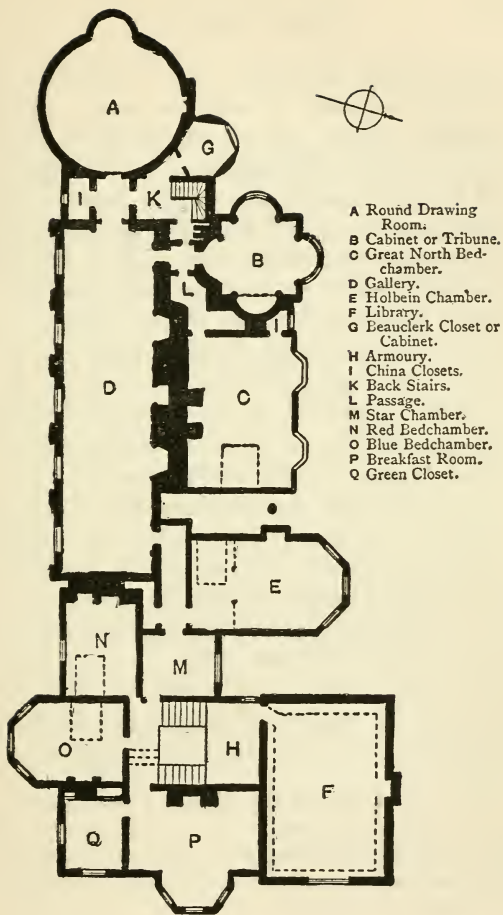 A
G
I
K
B
L
I
D
C
E
N
M
O
H
F
Q
P
A Round Drawing
Room.
B Cabinet or Tribune.
C Great North Bed-
chamber.
D Gallery.
E Holbein Chamber.
F Library.
G Beauclerk Closet or
Cabinet.
H Armoury.
I China Closets.
K Back Stairs.
L Passage.
M Star Chamber.
N Red Bedchamber.
O Blue Bedchamber.
P Breakfast Room.
Q Green Closet.